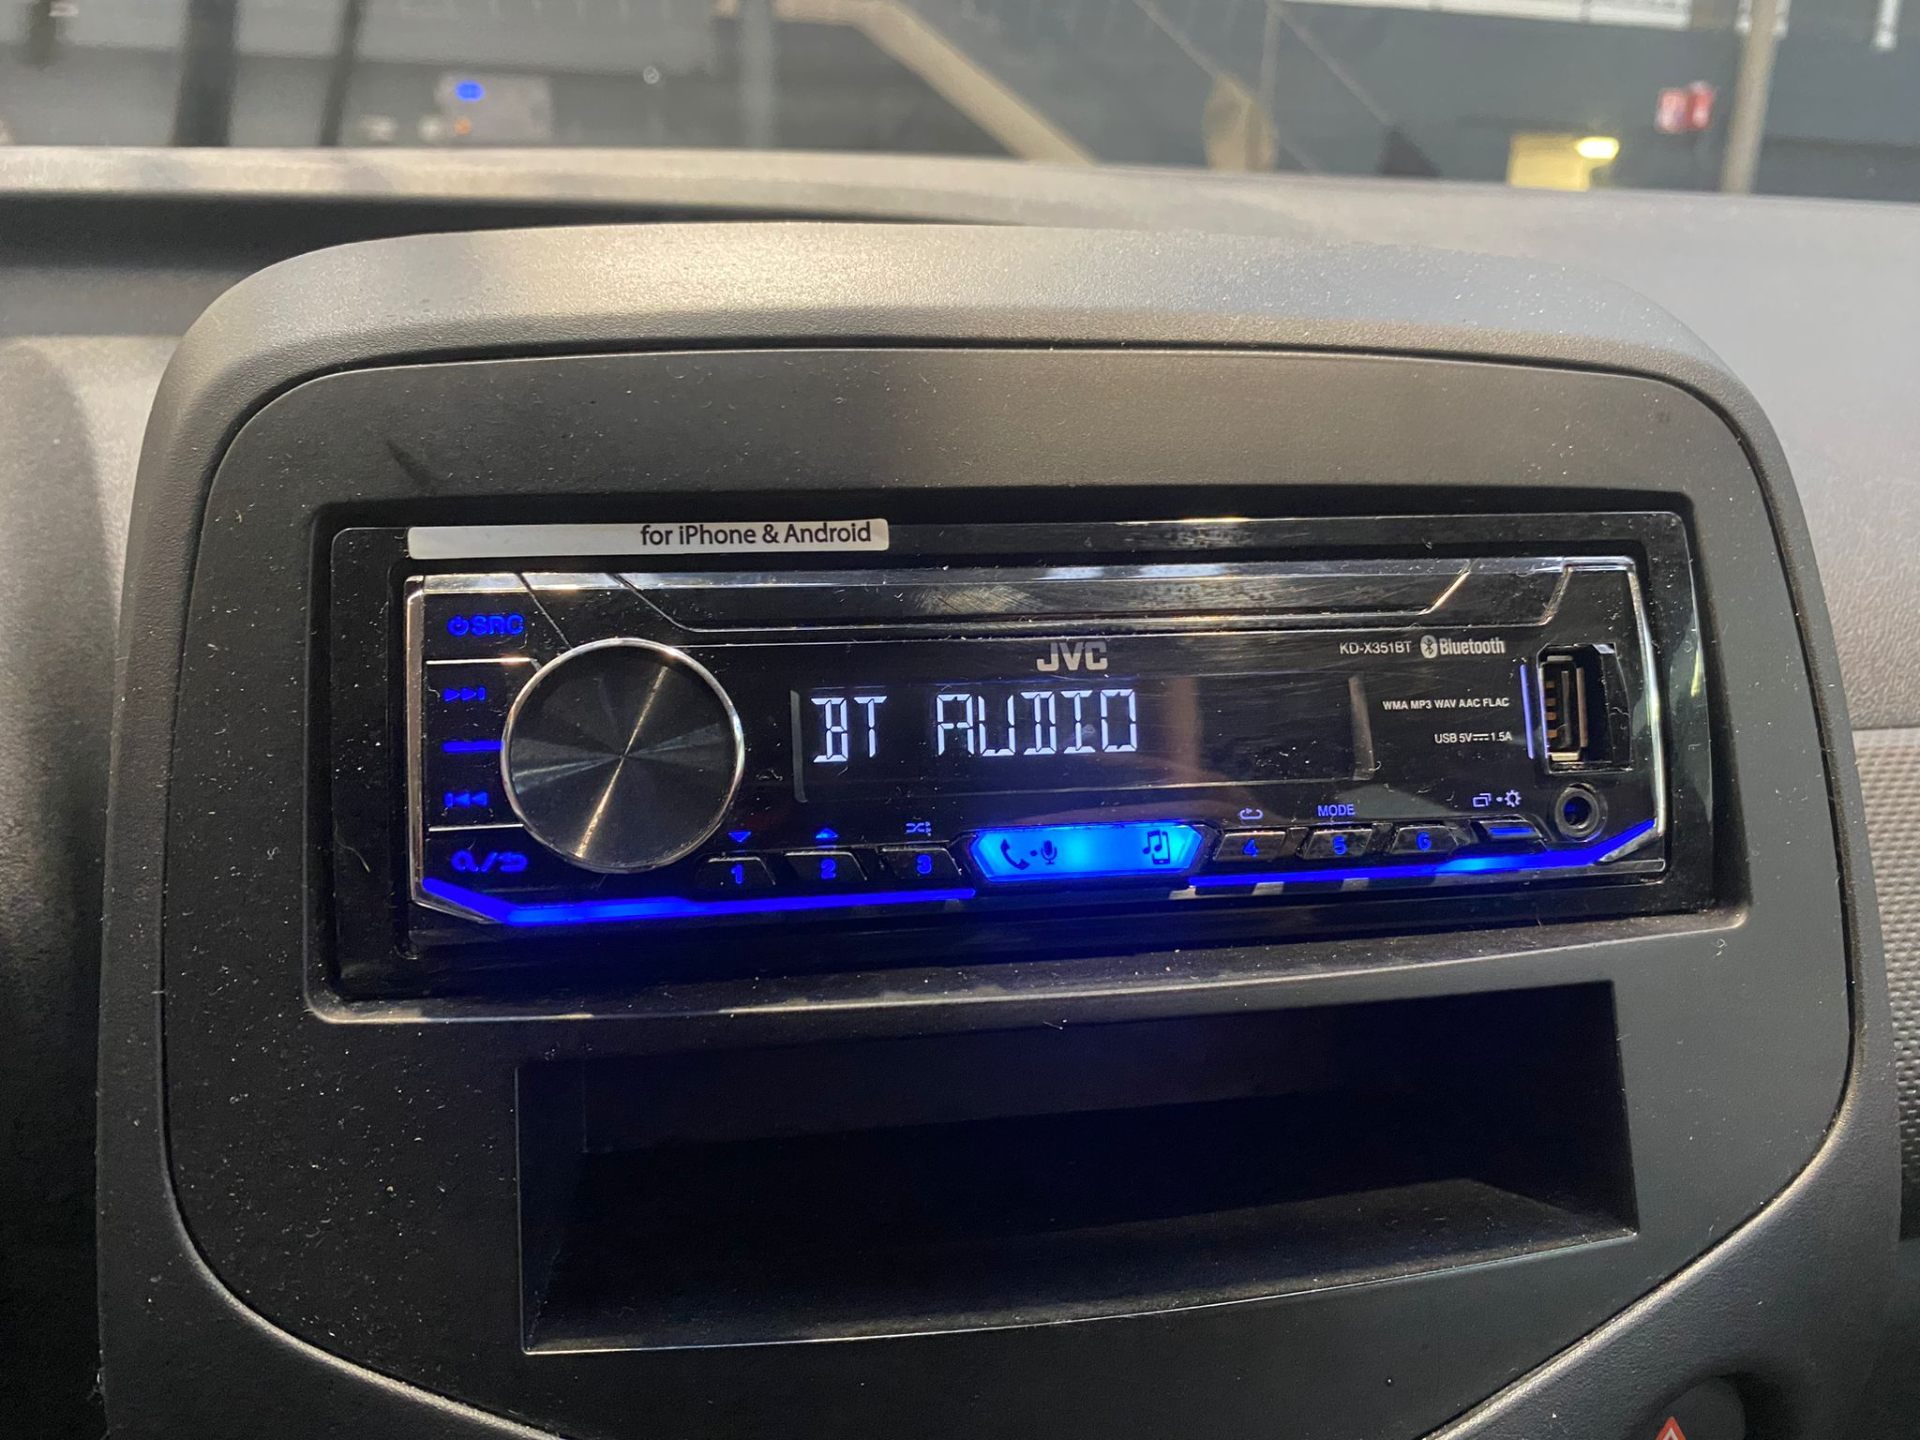 for iPhone & Android
SRC
JVC
KD-X351BT Bluetooth
BT AUDIO
WMA MP3 WAV AAC FLAC
USB 5V⎓1.5A
MODE
1 2 3 4 5 6